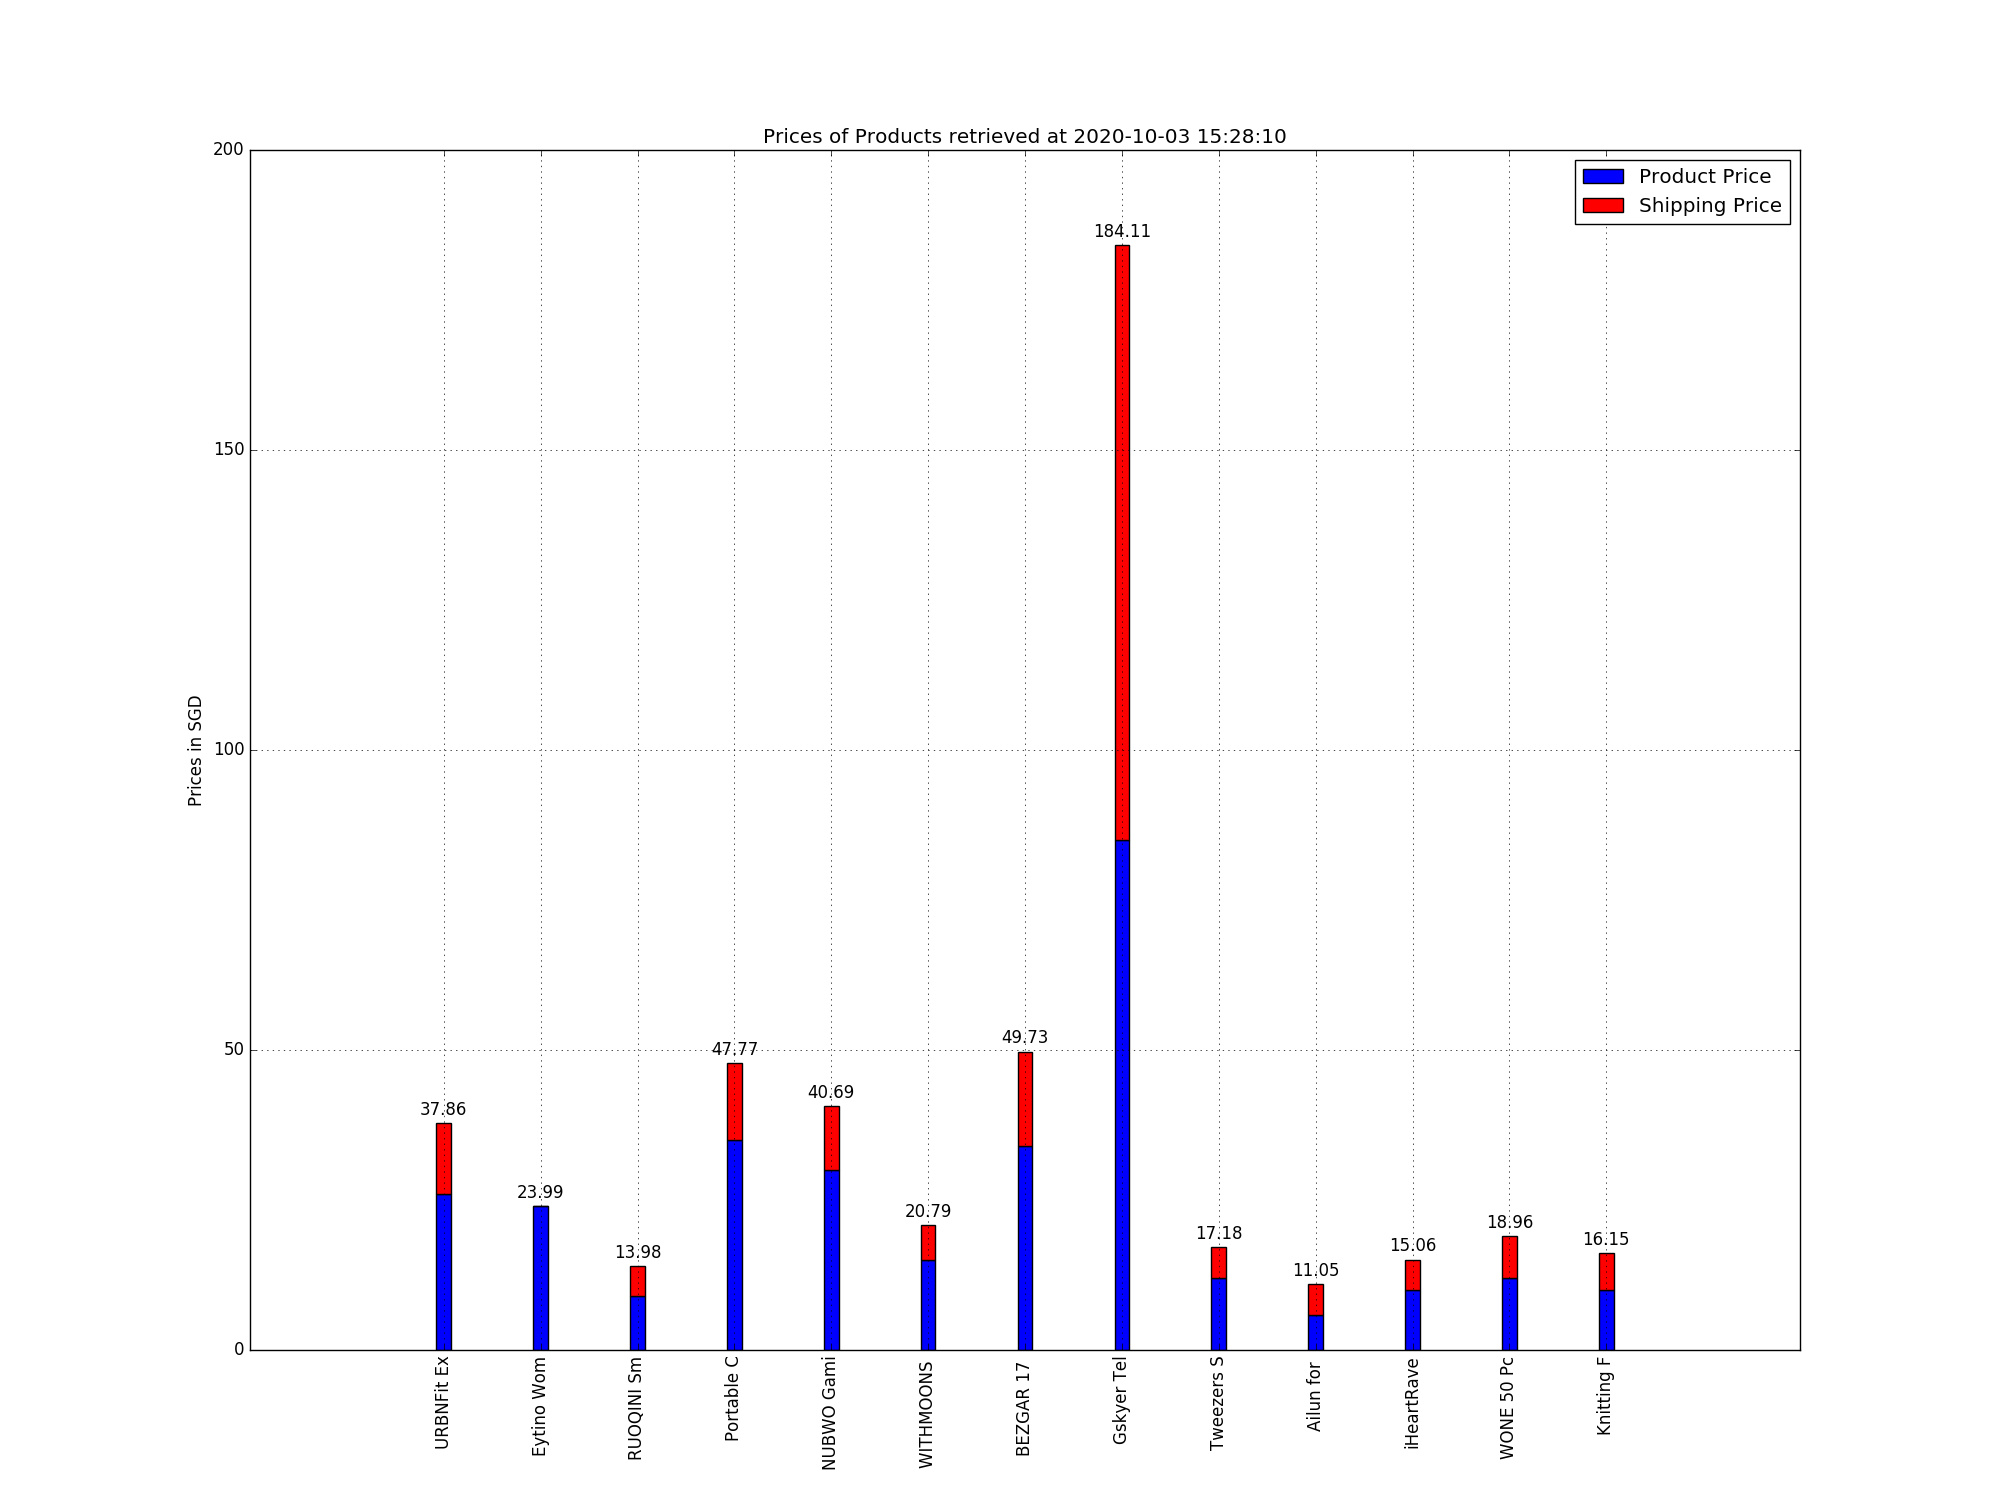 Prices of Products retrieved at 2020-10-03 15:28:10
Product Price
Shipping Price
Prices in SGD
200
150
100
50
0
37.86
23.99
13.98
47.77
40.69
20.79
49.73
184.11
17.18
11.05
15.06
18.96
16.15
URBNFit Ex
Eytino Wom
RUOQINI Sm
Portable C
NUBWO Gami
WITHMOONS
BEZGAR 17
Gskyer Tel
Tweezers S
Ailun for
iHeartRave
WONE 50 Pc
Knitting F